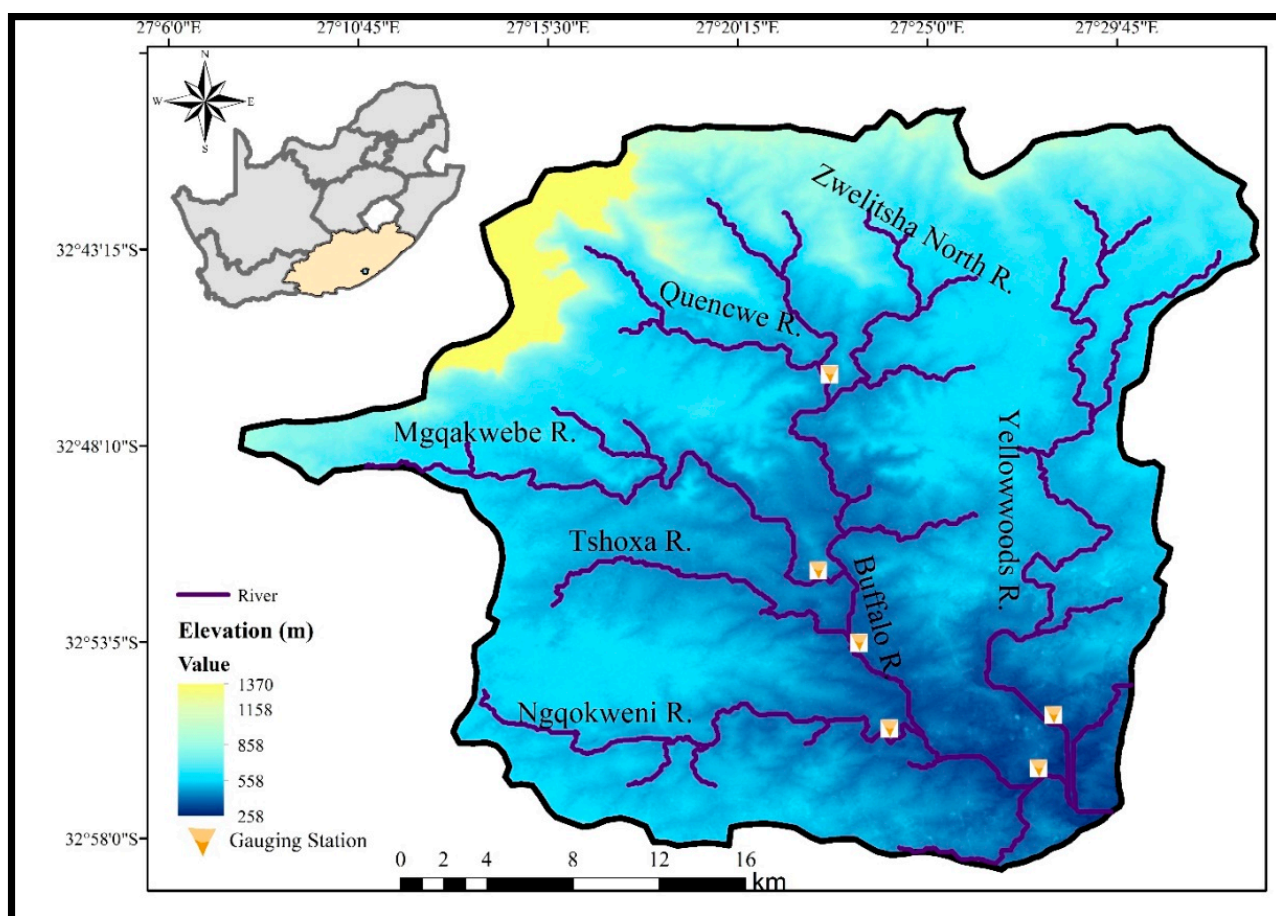 27°6'0"E 27°10'45"E 27°15'30"E 27°20'15"E 27°25'0"E 27°29'45"E
N
W E
S
32°43'15"S
32°48'10"S
32°53'5"S
32°58'0"S
Zwelitsha North R.
Quencwe R.
Mgqakwebe R.
Yellowwoods R.
Tshoxa R.
Buffalo R.
Ngqokweni R.
River
Elevation (m)
Value
1370
1158
858
558
258
Gauging Station
0 2 4 8 12 16
km